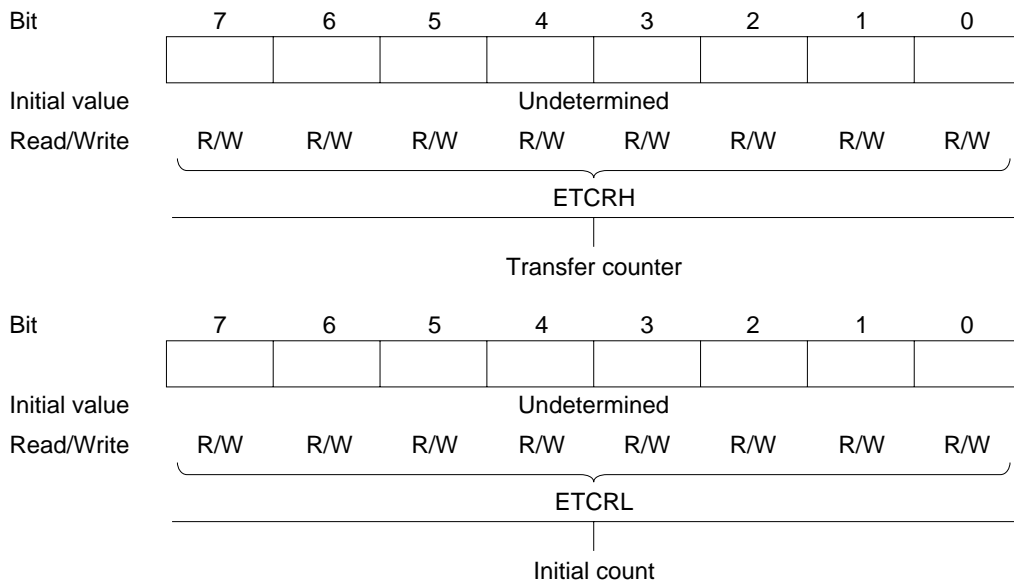 Bit 7 6 5 4 3 2 1 0
Initial value Undetermined
Read/Write R/W R/W R/W R/W R/W R/W R/W R/W
ETCRH
Transfer counter
Bit 7 6 5 4 3 2 1 0
Initial value Undetermined
Read/Write R/W R/W R/W R/W R/W R/W R/W R/W
ETCRL
Initial count